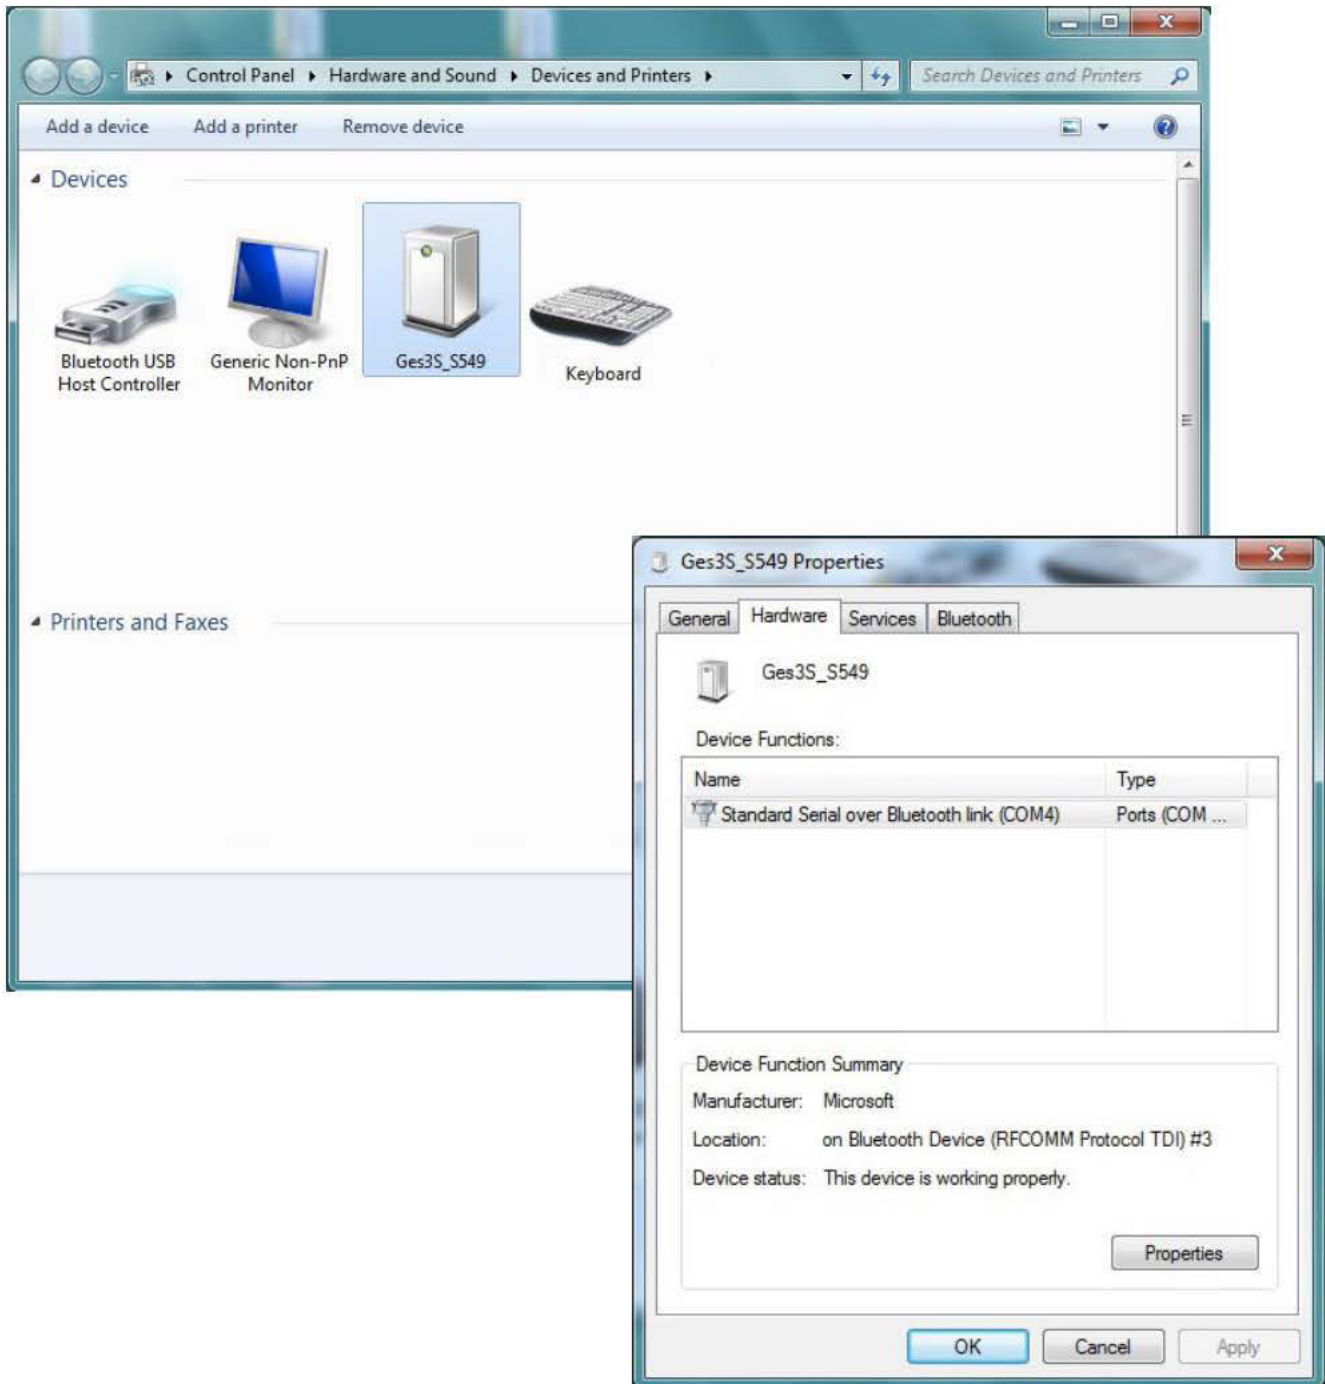 Control Panel Hardware and Sound Devices and Printers
Search Devices and Printers
Add a device Add a printer Remove device
Devices
Bluetooth USB
Host Controller
Generic Non-PnP
Monitor
Ges3S_S549
Keyboard
Printers and Faxes
Ges3S_S549 Properties
General Hardware Services Bluetooth
Ges3S_S549
Device Functions:
Name Type
Standard Serial over Bluetooth link (COM4) Ports (COM ...
Device Function Summary
Manufacturer: Microsoft
Location: on Bluetooth Device (RFCOMM Protocol TDI) #3
Device status: This device is working properly.
Properties
OK Cancel Apply